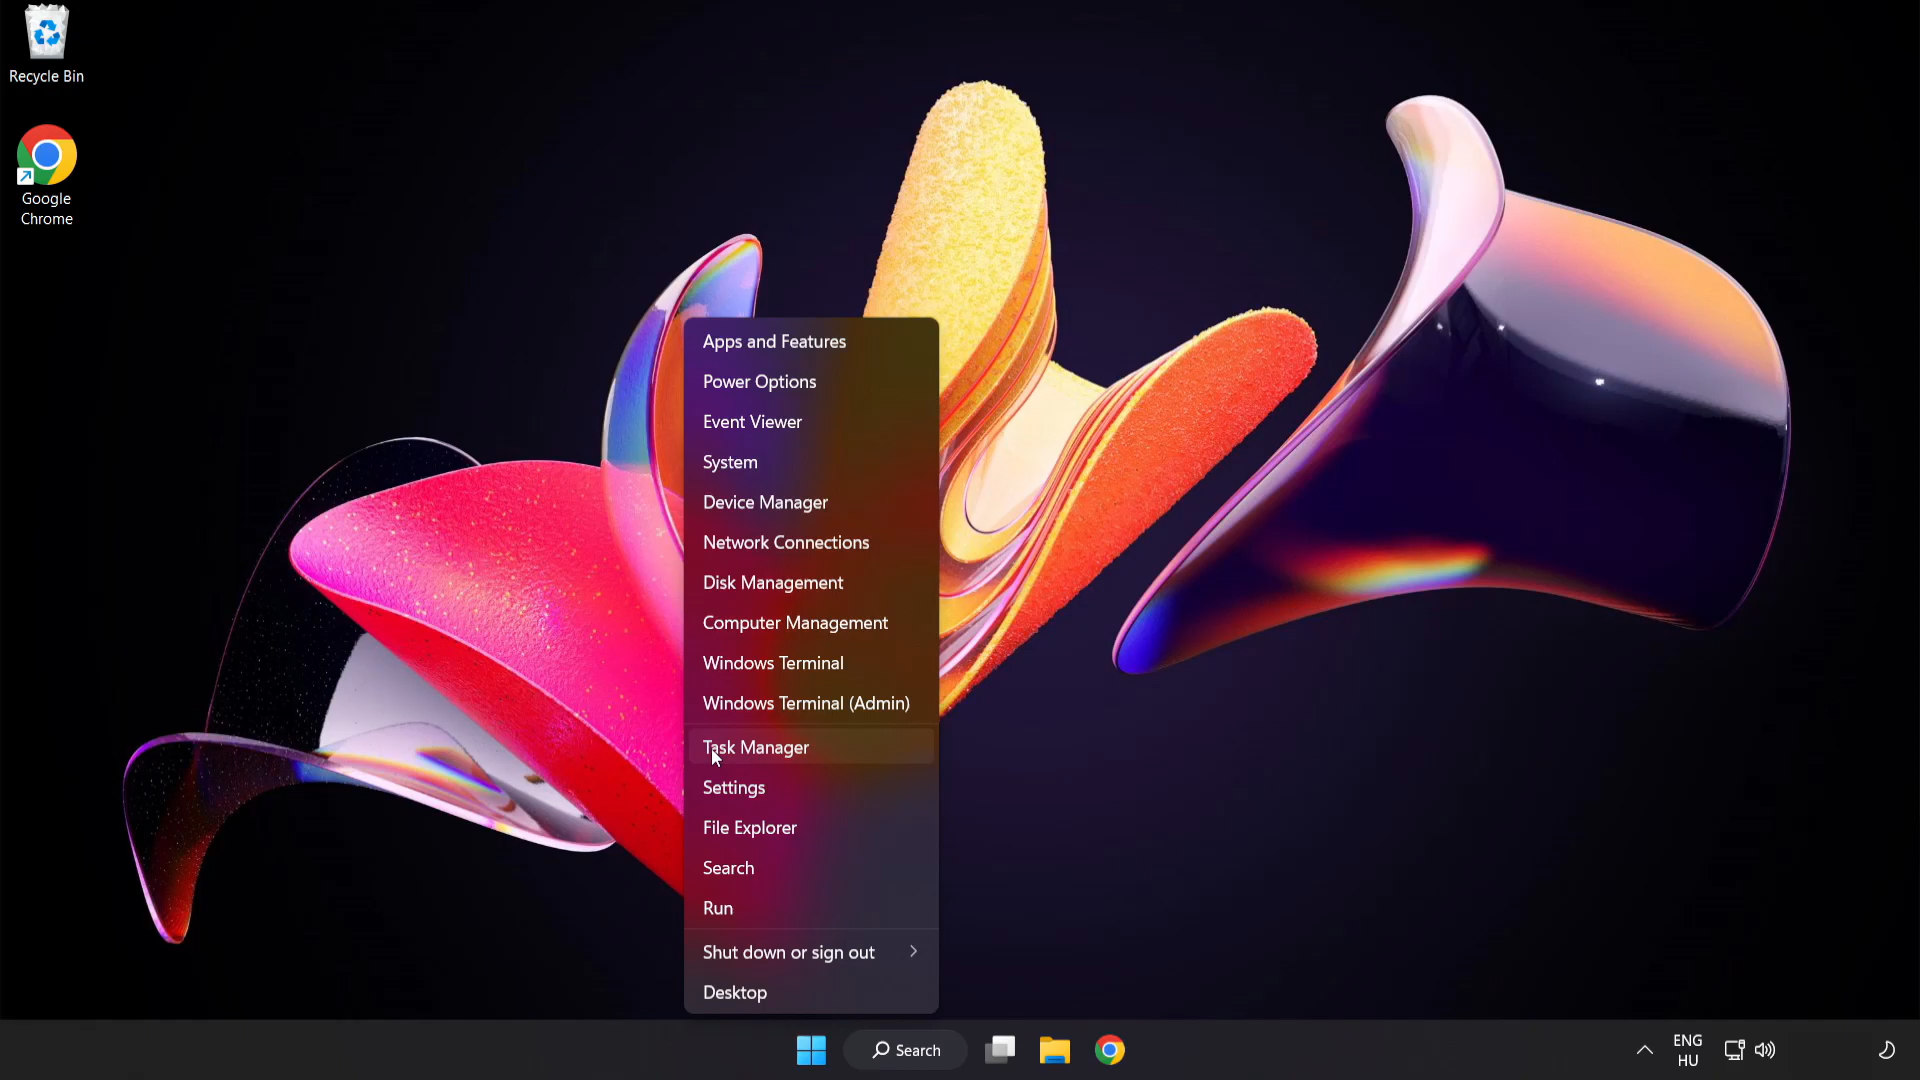 Recycle Bin
Google
Chrome
Apps and Features
Power Options
Event Viewer
System
Device Manager
Network Connections
Disk Management
Computer Management
Windows Terminal
Windows Terminal (Admin)
Task Manager
Settings
File Explorer
Search
Run
Shut down or sign out
Desktop
Search
ENG
HU